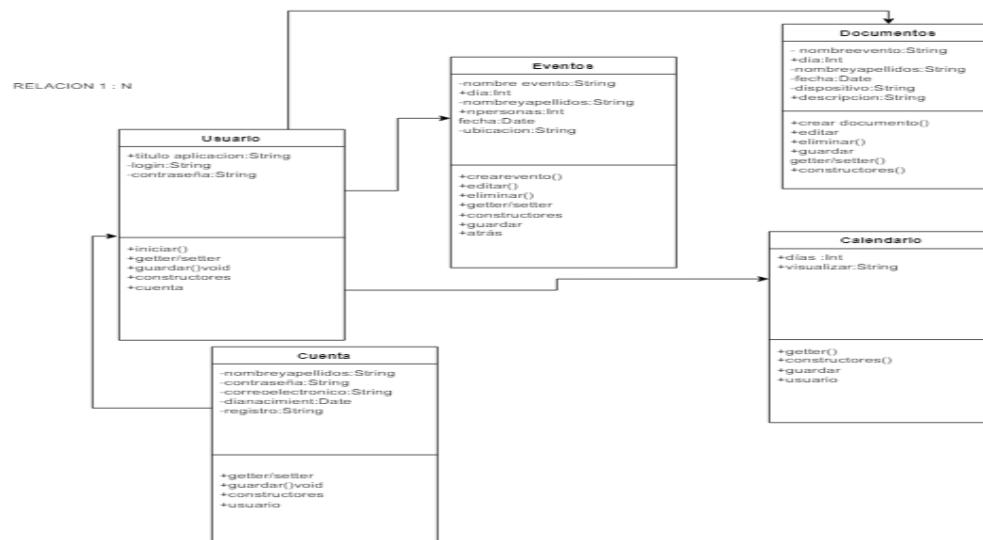 RELACION 1 : N
Usuario
+titulo aplicacion:String
-login:String
-contraseña:String
+iniciar()
+getter/setter
+guardar()void
+constructores
+cuenta
Eventos
-nombre evento:String
+dia:Int
-nombreyapellidos:String
+npersonas:Int
fecha:Date
-ubicacion:String
+crearevento()
+editar()
+eliminar()
+getter/setter
+constructores
+guardar
+atrás
Documentos
- nombreevento:String
+dia:Int
-nombreyapellidos:String
-fecha:Date
-dispositivo:String
+descripcion:String
+crear documento()
+editar
+eliminar()
+guardar
getter/setter()
+constructores()
Calendario
+días :Int
+visualizar:String
+getter()
+constructores()
+guardar
+usuario
Cuenta
-nombreyapellidos:String
-contraseña:String
-correoelectronico:String
-dianacimient:Date
-registro:String
+getter/setter
+guardar()void
+constructores
+usuario